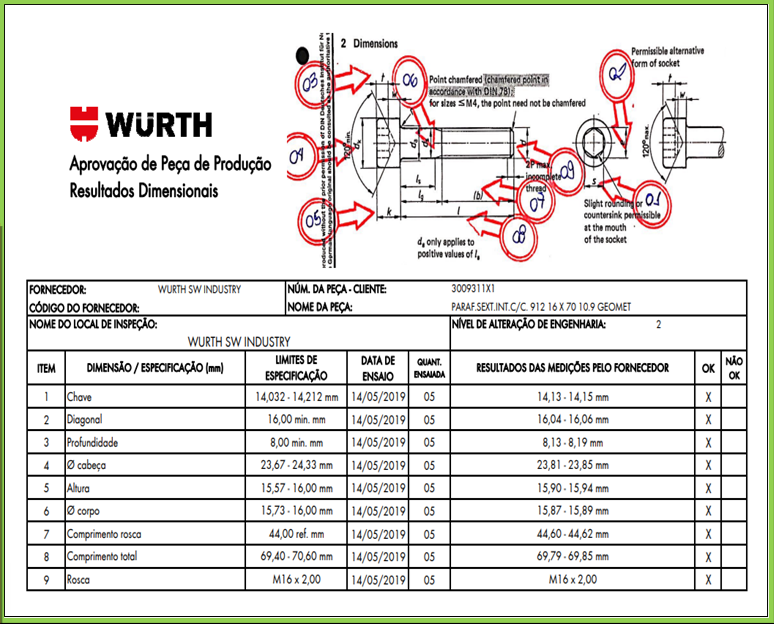 2 Dimensions
Permissible alternative
form of socket
Point chamfered (chamfered point in
accordance with DIN 78);
for sizes ≤ M4, the point need not be chamfered
03
06
02
04
05
09
07
08
01
t
w
120° min.
k
l
(b)
2P max.
incomplete
thread
s
t
w
120° max.
Slight rounding or
countersink permissible
at the mouth
of the socket
only applies to
positive values of
WÜRTH
WÜRTH
Aprovação de Peça de Produção
Resultados Dimensionais
FORNECEDOR: WURTH SW INDUSTRY NÚM. DA PEÇA - CLIENTE: 3009311X1
CÓDIGO DO FORNECEDOR: NOME DA PEÇA: PARAF.SEXT.INT.C/C. 912 16 X 70 10.9 GEOMET
NOME DO LOCAL DE INSPEÇÃO: NÍVEL DE ALTERAÇÃO DE ENGENHARIA: 2
WURTH SW INDUSTRY
ITEM DIMENSÃO / ESPECIFICAÇÃO (mm) LIMITES DE ESPECIFICAÇÃO DATA DE ENSAIO QUANT. ENSAIADA RESULTADOS DAS MEDIÇÕES PELO FORNECEDOR OK NÃO OK
1 Chave 14,032 - 14,212 mm 14/05/2019 05 14,13 - 14,15 mm X
2 Diagonal 16,00 min. mm 14/05/2019 05 16,04 - 16,06 mm X
3 Profundidade 8,00 min. mm 14/05/2019 05 8,13 - 8,19 mm X
4 Ø cabeça 23,67 - 24,33 mm 14/05/2019 05 23,81 - 23,85 mm X
5 Altura 15,57 - 16,00 mm 14/05/2019 05 15,90 - 15,94 mm X
6 Ø corpo 15,73 - 16,00 mm 14/05/2019 05 15,87 - 15,89 mm X
7 Comprimento rosca 44,00 ref. mm 14/05/2019 05 44,60 - 44,62 mm X
8 Comprimento total 69,40 - 70,60 mm 14/05/2019 05 69,79 - 69,85 mm X
9 Rosca M16 x 2,00 14/05/2019 05 M16 x 2,00 X